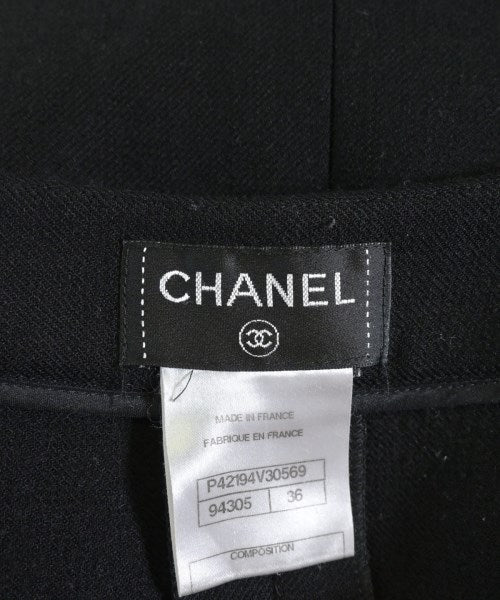 CHANEL
MADE IN FRANCE
FABRIQUE EN FRANCE
P42194V30569
94305 36
COMPOSITION